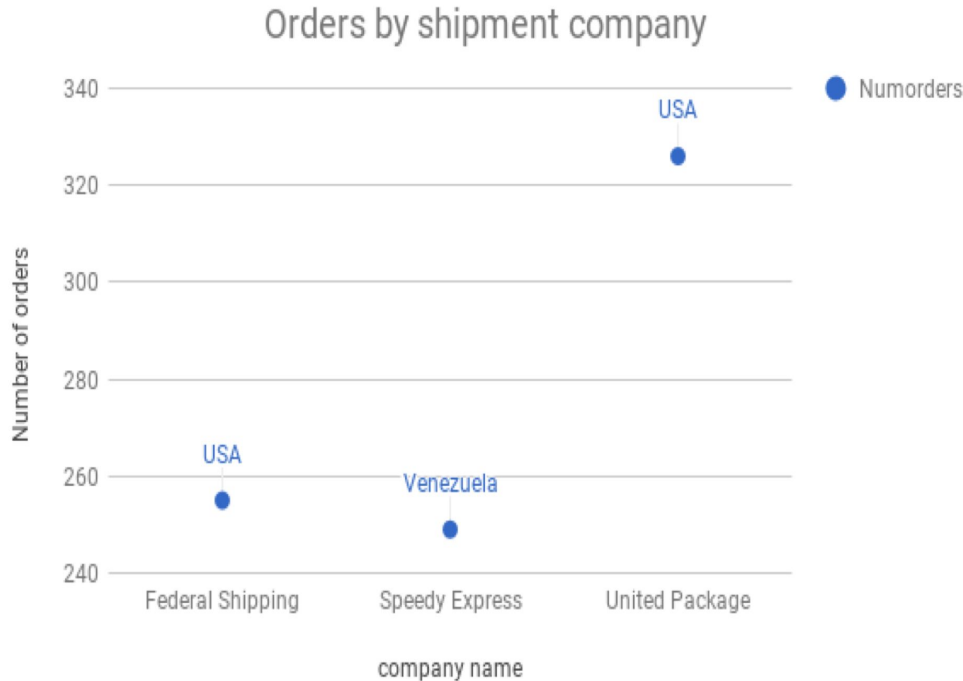 Orders by shipment company
Numorders
Number of orders
340
320
300
280
260
240
USA
Venezuela
USA
Federal Shipping
Speedy Express
United Package
company name